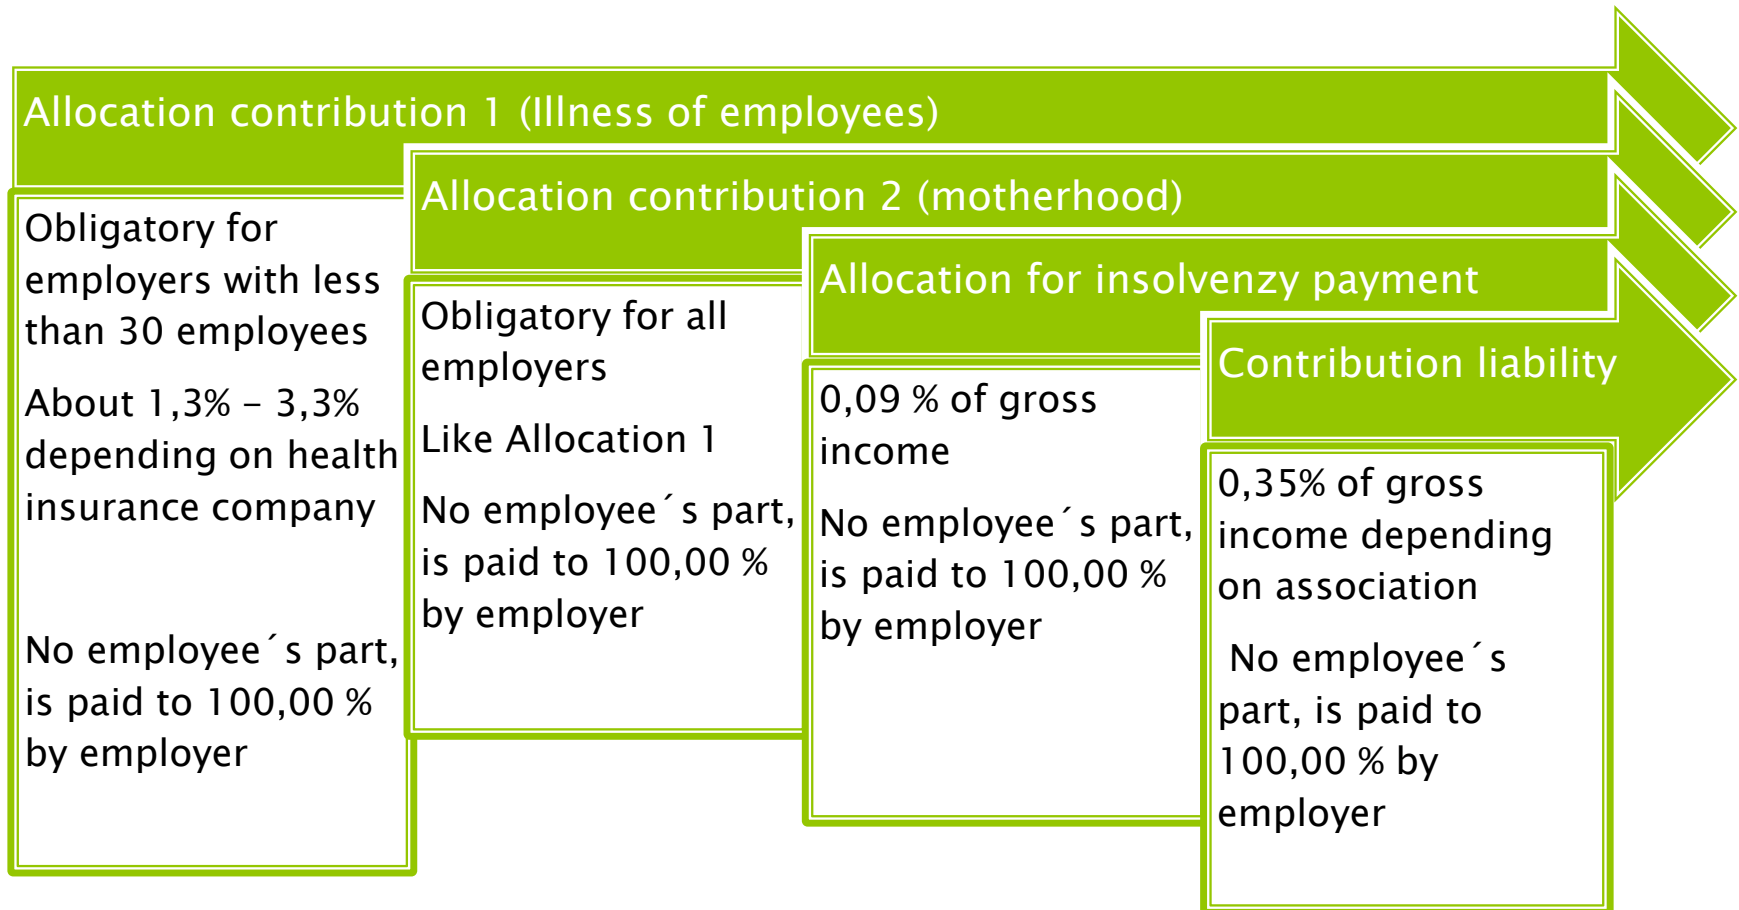 Allocation contribution 1 (Illness of employees)
Obligatory for
employers with less
than 30 employees
About 1,3% – 3,3%
depending on health
insurance company
No employee´s part,
is paid to 100,00 %
by employer
Allocation contribution 2 (motherhood)
Obligatory for all
employers
Like Allocation 1
No employee´s part,
is paid to 100,00 %
by employer
Allocation for insolvenzy payment
0,09 % of gross
income
No employee´s part,
is paid to 100,00 %
by employer
Contribution liability
0,35% of gross
income depending
on association
No employee´s
part, is paid to
100,00 % by
employer